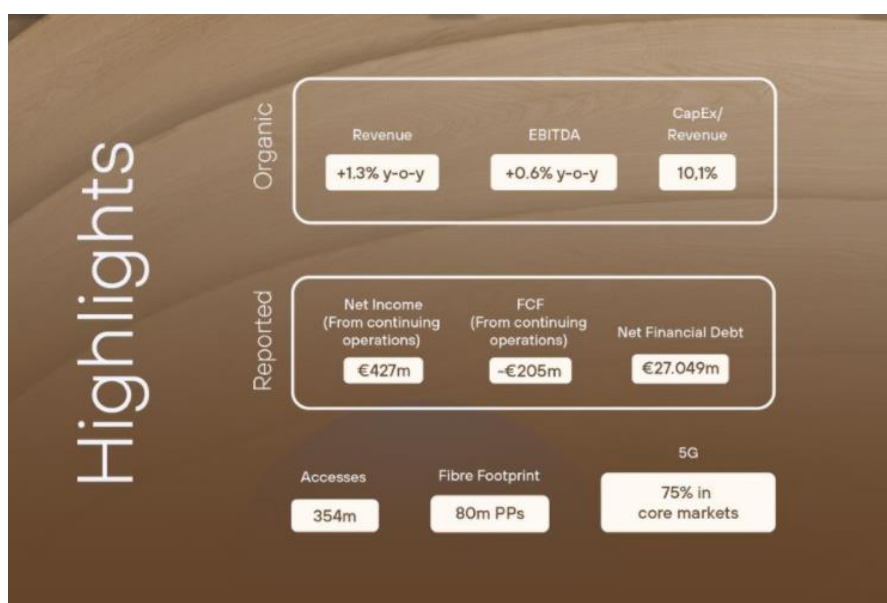 Highlights
Organic
Revenue
+1.3% y-o-y
EBITDA
+0.6% y-o-y
CapEx/
Revenue
10,1%
Reported
Net Income
(From continuing
operations)
€427m
FCF
(From continuing
operations)
-€205m
Net Financial Debt
€27.049m
Accesses
354m
Fibre Footprint
80m PPs
5G
75% in
core markets